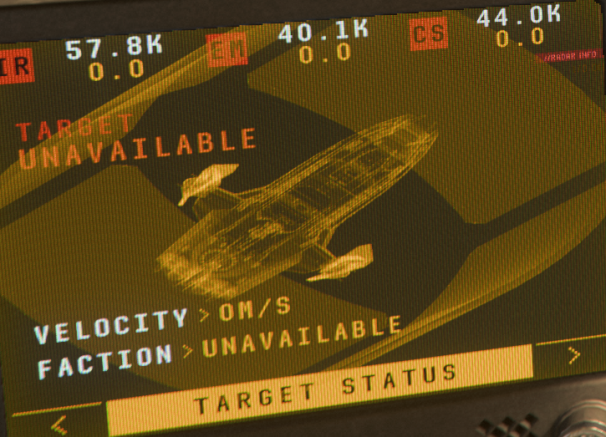 IR 57.8K EM 40.1K CS 44.0K
0.0 0.0 0.0
TARGET
UNAVAILABLE
VELOCITY > 0M/S
FACTION > UNAVAILABLE
< TARGET STATUS >